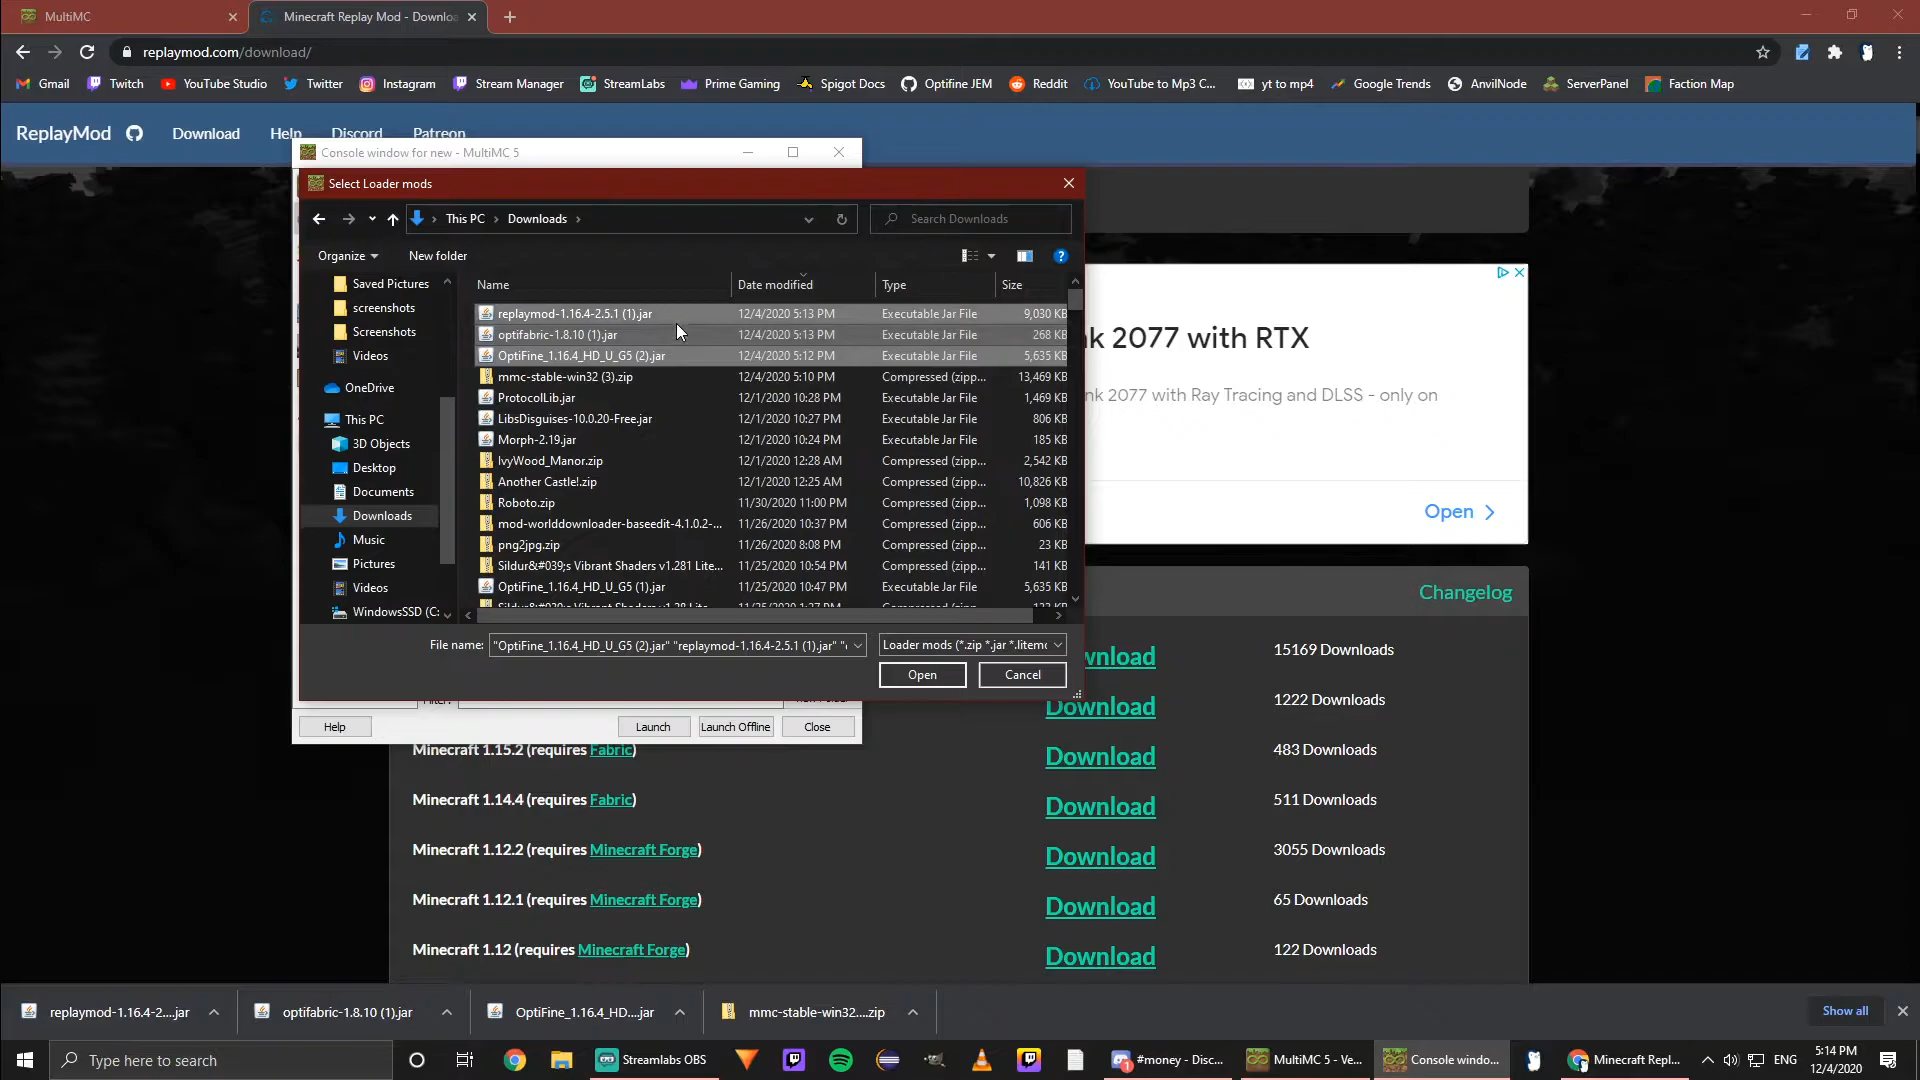 MultiMC
Minecraft Replay Mod - Downloa
replaymod.com/download/
Gmail
Twitch
YouTube Studio
Twitter
Instagram
Stream Manager
StreamLabs
Prime Gaming
Spigot Docs
Optifine JEM
Reddit
YouTube to Mp3 C...
yt to mp4
Google Trends
AnvilNode
ServerPanel
Faction Map
ReplayMod
Download
Help
Discord
Patreon
Console window for new - MultiMC 5
Select Loader mods
This PC > Downloads >
Search Downloads
Organize
New folder
Name Date modified Type Size
Saved Pictures
screenshots
Screenshots
Videos
OneDrive
This PC
3D Objects
Desktop
Documents
Downloads
Music
Pictures
Videos
WindowsSSD (C:
replaymod-1.16.4-2.5.1 (1).jar 12/4/2020 5:13 PM Executable Jar File 9,030 KB
optifabric-1.8.10 (1).jar 12/4/2020 5:13 PM Executable Jar File 268 KB
OptiFine_1.16.4_HD_U_G5 (2).jar 12/4/2020 5:12 PM Executable Jar File 5,635 KB
mmc-stable-win32 (3).zip 12/4/2020 5:10 PM Compressed (zipp... 13,469 KB
ProtocolLib.jar 12/1/2020 10:28 PM Executable Jar File 1,469 KB
LibsDisguises-10.0.20-Free.jar 12/1/2020 10:27 PM Executable Jar File 806 KB
Morph-2.19.jar 12/1/2020 10:24 PM Executable Jar File 185 KB
IvyWood_Manor.zip 12/1/2020 12:28 AM Compressed (zipp... 2,542 KB
Another Castle!.zip 12/1/2020 12:25 AM Compressed (zipp... 10,826 KB
Roboto.zip 11/30/2020 11:00 PM Compressed (zipp... 1,098 KB
mod-worlddownloader-baseedit-4.1.0.2-... 11/26/2020 10:37 PM Compressed (zipp... 606 KB
png2jpg.zip 11/26/2020 8:08 PM Compressed (zipp... 23 KB
Sildur&#039;s Vibrant Shaders v1.281 Lite... 11/25/2020 10:54 PM Compressed (zipp... 141 KB
OptiFine_1.16.4_HD_U_G5 (1).jar 11/25/2020 10:47 PM Executable Jar File 5,635 KB
File name: "OptiFine_1.16.4_HD_U_G5 (2).jar" "replaymod-1.16.4-2.5.1 (1).jar" "
Loader mods (*.zip *.jar *.litemo
Open
Cancel
Help
Launch
Launch Offline
Close
nk 2077 with RTX
nk 2077 with Ray Tracing and DLSS - only on
Open
Changelog
wnload 15169 Downloads
Download 1222 Downloads
Minecraft 1.15.2 (requires Fabric) Download 483 Downloads
Minecraft 1.14.4 (requires Fabric) Download 511 Downloads
Minecraft 1.12.2 (requires Minecraft Forge) Download 3055 Downloads
Minecraft 1.12.1 (requires Minecraft Forge) Download 65 Downloads
Minecraft 1.12 (requires Minecraft Forge) Download 122 Downloads
replaymod-1.16.4-2....jar
optifabric-1.8.10 (1).jar
OptiFine_1.16.4_HD....jar
mmc-stable-win32....zip
Show all
Type here to search
Streamlabs OBS
#money - Disc...
MultiMC 5 - Ve...
Console windo...
Minecraft Repl...
ENG
5:14 PM
12/4/2020